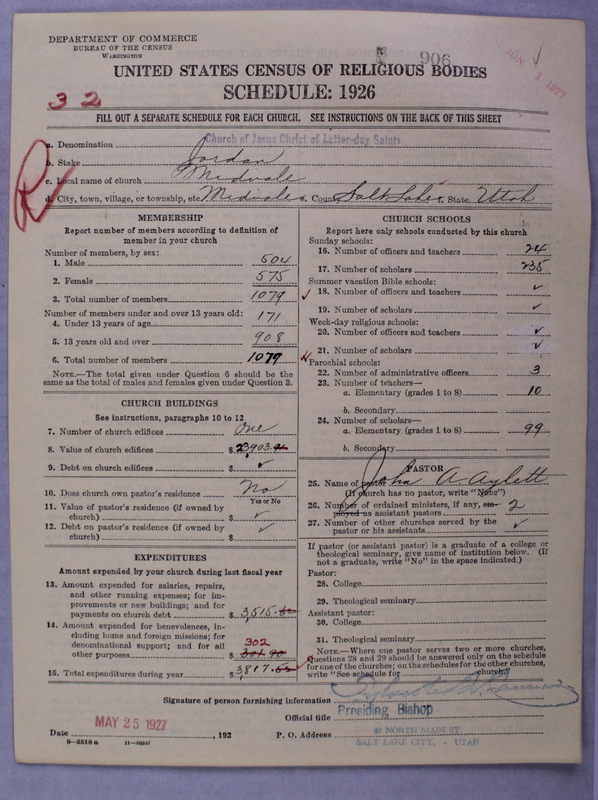 DEPARTMENT OF COMMERCE
BUREAU OF THE CENSUS
WASHINGTON
906
JUN 1 1927
UNITED STATES CENSUS OF RELIGIOUS BODIES
32
SCHEDULE: 1926
FILL OUT A SEPARATE SCHEDULE FOR EACH CHURCH. SEE INSTRUCTIONS ON THE BACK OF THIS SHEET
R
a. Denomination Church of Jesus Christ of Latter-day Saints
b. Stake Jordan
c. Local name of church Midvale
d. City, town, village, or township, etc. Midvale County, Salt Lake, State, Utah
MEMBERSHIP
Report number of members according to definition of
member in your church
Number of members, by sex:
1. Male 504
2. Female 575
3. Total number of members 1079
Number of members under and over 13 years old:
4. Under 13 years of age 171
5. 13 years old and over 908
6. Total number of members 1079
NOTE.—The total given under Question 6 should be the
same as the total of males and females given under Question 3.
CHURCH BUILDINGS
See instructions, paragraphs 10 to 12
7. Number of church edifices One
8. Value of church edifices $23903.
9. Debt on church edifices $ ✓
10. Does church own pastor's residence No
Yes or No
11. Value of pastor's residence (if owned by
church) $ ✓
12. Debt on pastor's residence (if owned by
church) $ ✓
EXPENDITURES
Amount expended by your church during last fiscal year
13. Amount expended for salaries, repairs,
and other running expenses; for im-
provements or new buildings; and for
payments on church debt $3,515.
14. Amount expended for benevolences, in-
cluding home and foreign missions; for
denominational support; and for all
302
other purposes $301.90
15. Total expenditures during year $3,817.
CHURCH SCHOOLS
Report here only schools conducted by this church
Sunday schools:
16. Number of officers and teachers 24
17. Number of scholars 235
Summer vacation Bible schools:
18. Number of officers and teachers ✓
19. Number of scholars ✓
Week-day religious schools:
20. Number of officers and teachers ✓
21. Number of scholars ✓
Parochial schools:
22. Number of administrative officers 3
23. Number of teachers—
a. Elementary (grades 1 to 8) 10
b. Secondary
24. Number of scholars—
a. Elementary (grades 1 to 8) 99
b. Secondary
PASTOR
25. Name of pastor John A Aylett
(If church has no pastor, write "None")
26. Number of ordained ministers, if any, em-
ployed as assistant pastors 2
27. Number of other churches served by the
pastor or his assistants ✓
If pastor (or assistant pastor) is a graduate of a college or
theological seminary, give name of institution below. (If
not a graduate, write "No" in the space indicated.)
Pastor:
28. College
29. Theological seminary
Assistant pastor:
30. College
31. Theological seminary
NOTE.—Where one pastor serves two or more churches,
Questions 28 and 29 should be answered only on the schedule
for one of the churches; on the schedules for the other churches,
write "See schedule for church."
Signature of person furnishing information
Official title Presiding Bishop
Date MAY 25 1927, 192 P. O. Address 40 NORTH MAIN ST.
SALT LAKE CITY, - UTAH
8—5518a